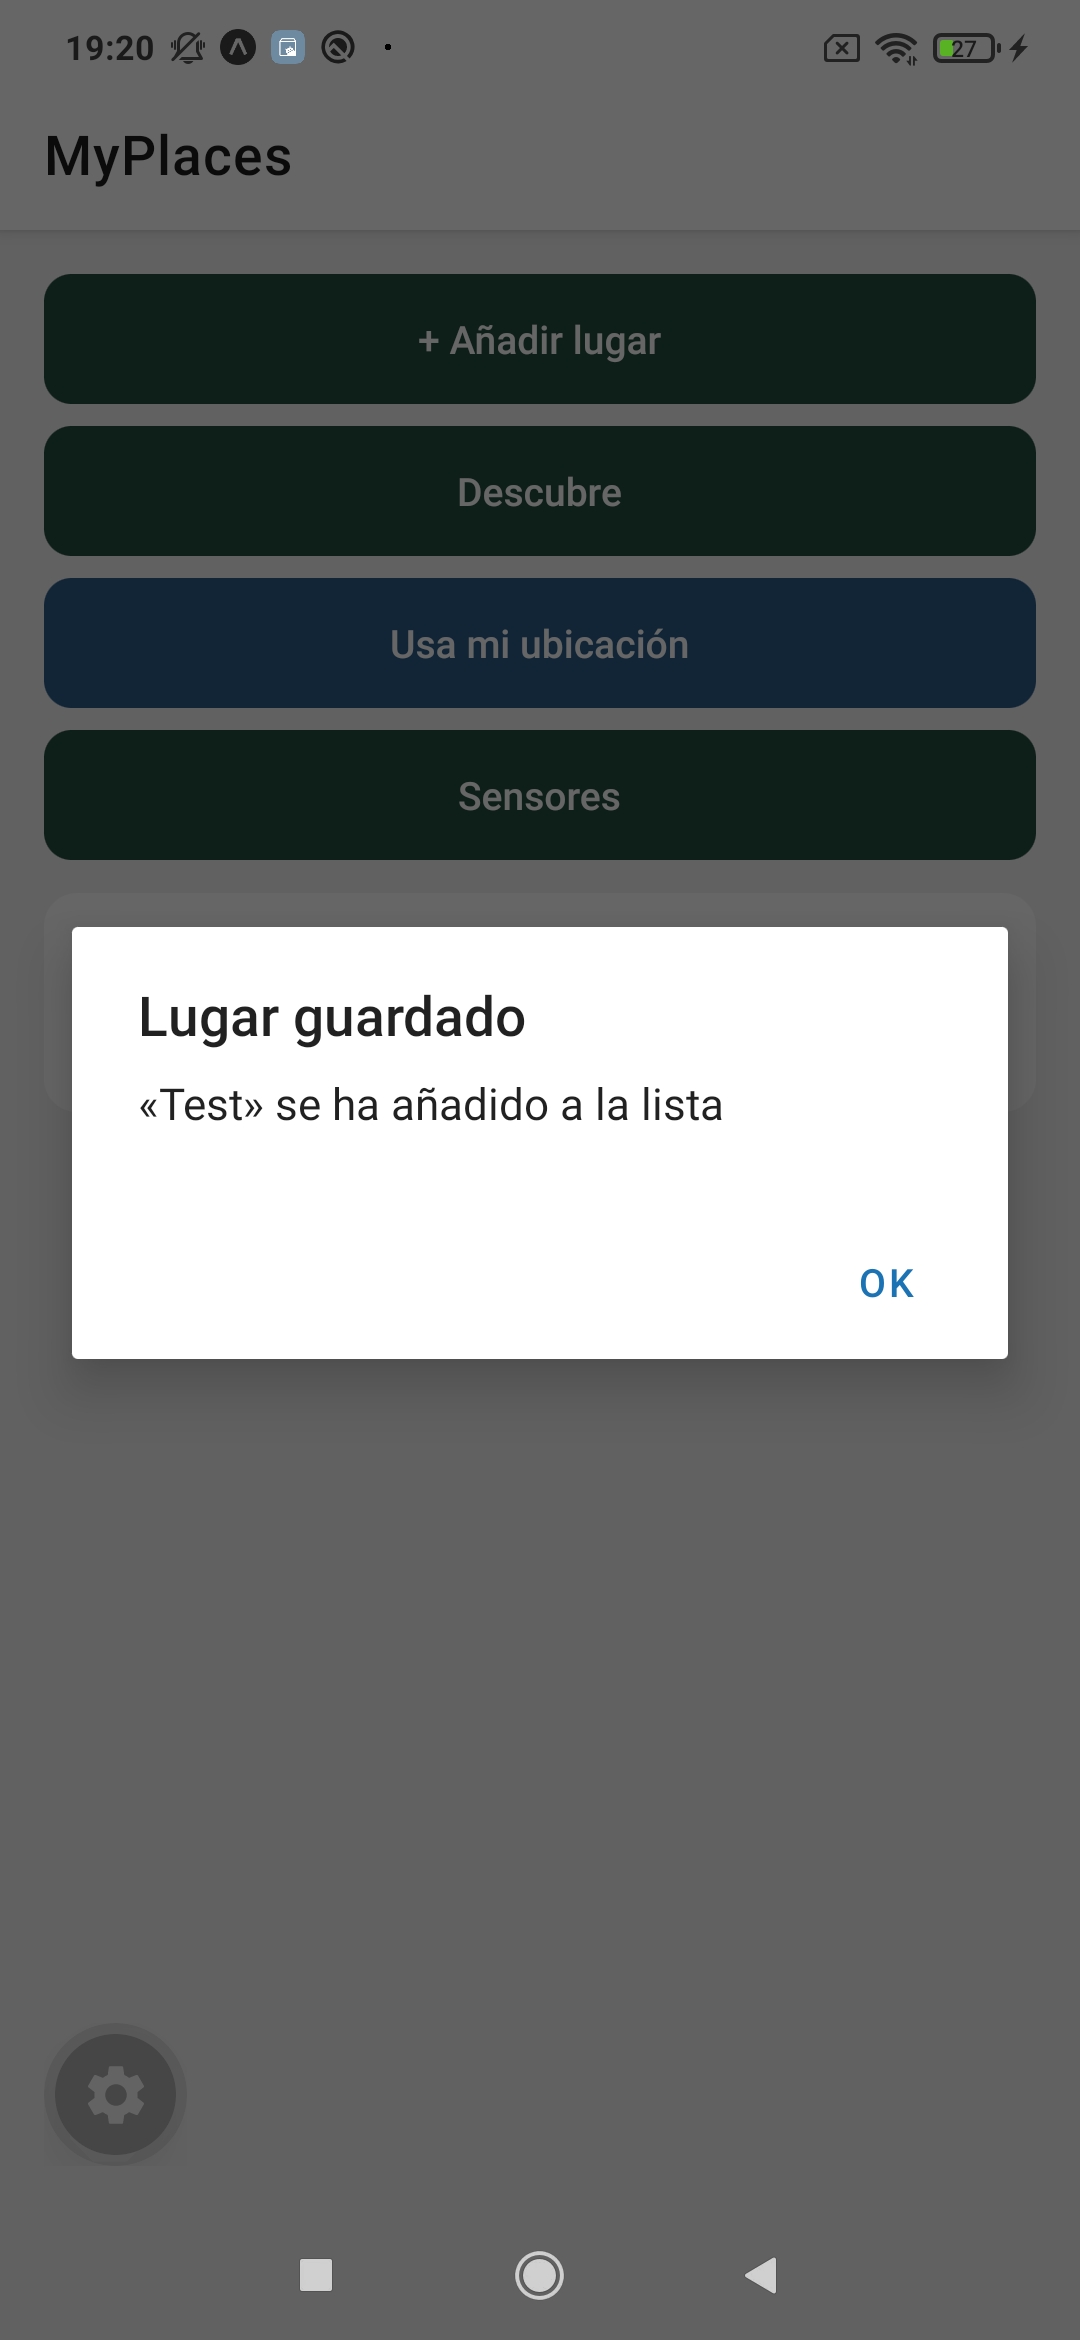 19:20
27
MyPlaces
+ Añadir lugar
Descubre
Usa mi ubicación
Sensores
Lugar guardado
«Test» se ha añadido a la lista
OK